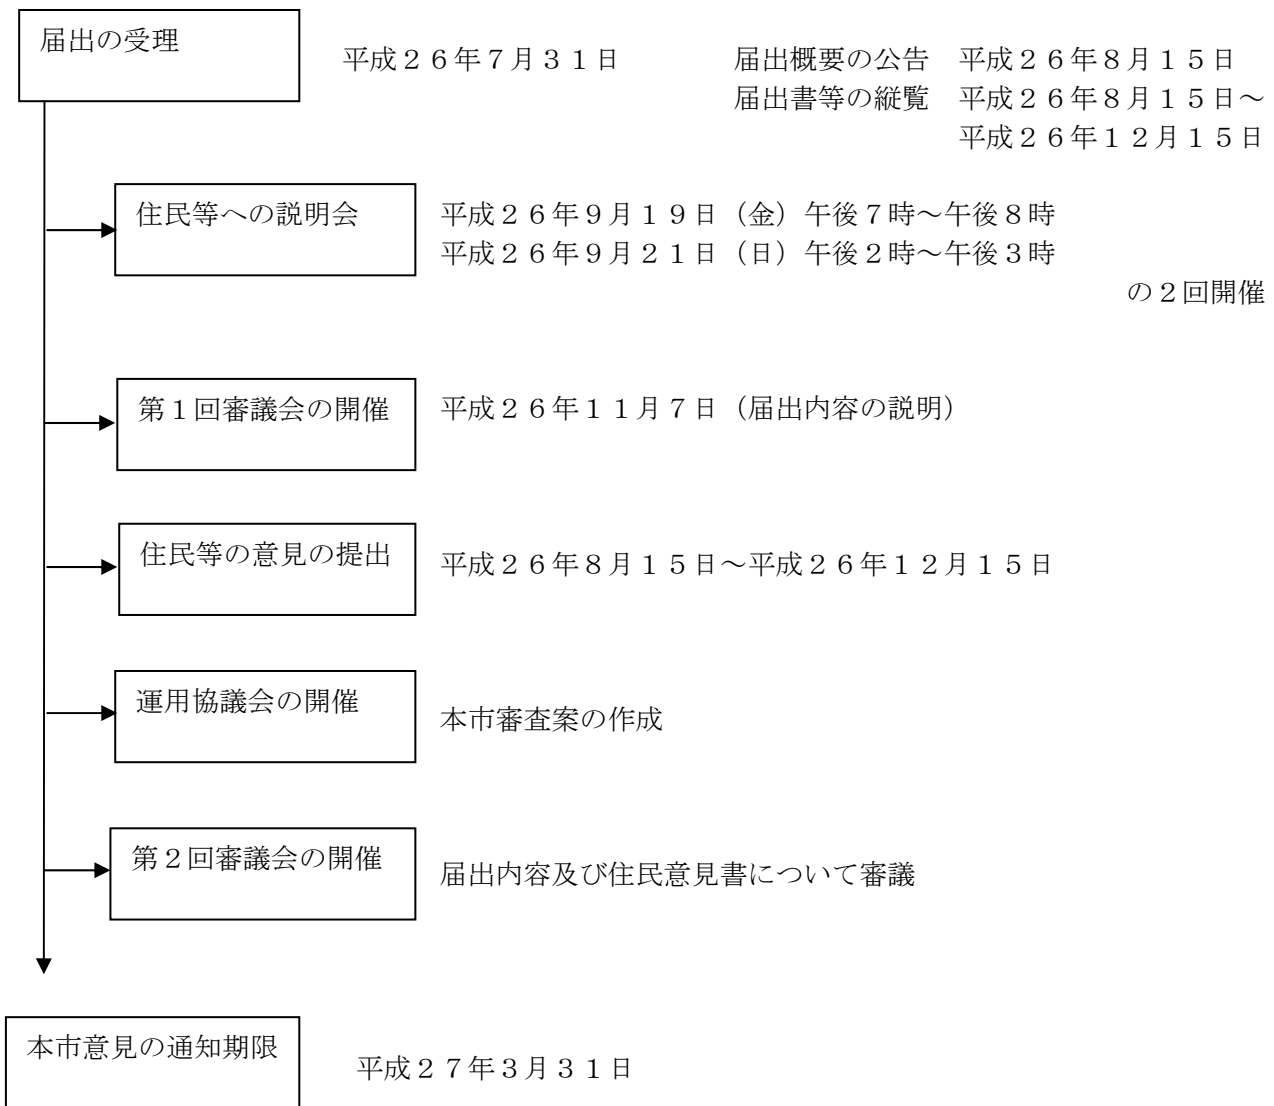 届出の受理
平成２６年７月３１日
届出概要の公告　平成２６年８月１５日
届出書等の縦覧　平成２６年８月１５日～
平成２６年１２月１５日
住民等への説明会
平成２６年９月１９日（金）午後７時～午後８時
平成２６年９月２１日（日）午後２時～午後３時
の２回開催
第１回審議会の開催
平成２６年１１月７日（届出内容の説明）
住民等の意見の提出
平成２６年８月１５日～平成２６年１２月１５日
運用協議会の開催
本市審査案の作成
第２回審議会の開催
届出内容及び住民意見書について審議
本市意見の通知期限
平成２７年３月３１日